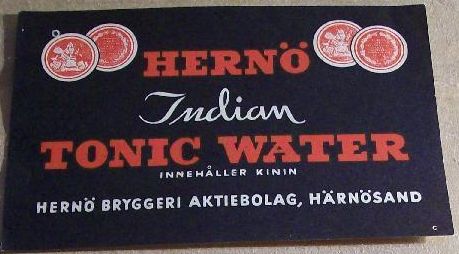 HERNÖ
Indian
TONIC WATER
INNEHÅLLER KININ
HERNÖ BRYGGERI AKTIEBOLAG, HÄRNÖSAND
C